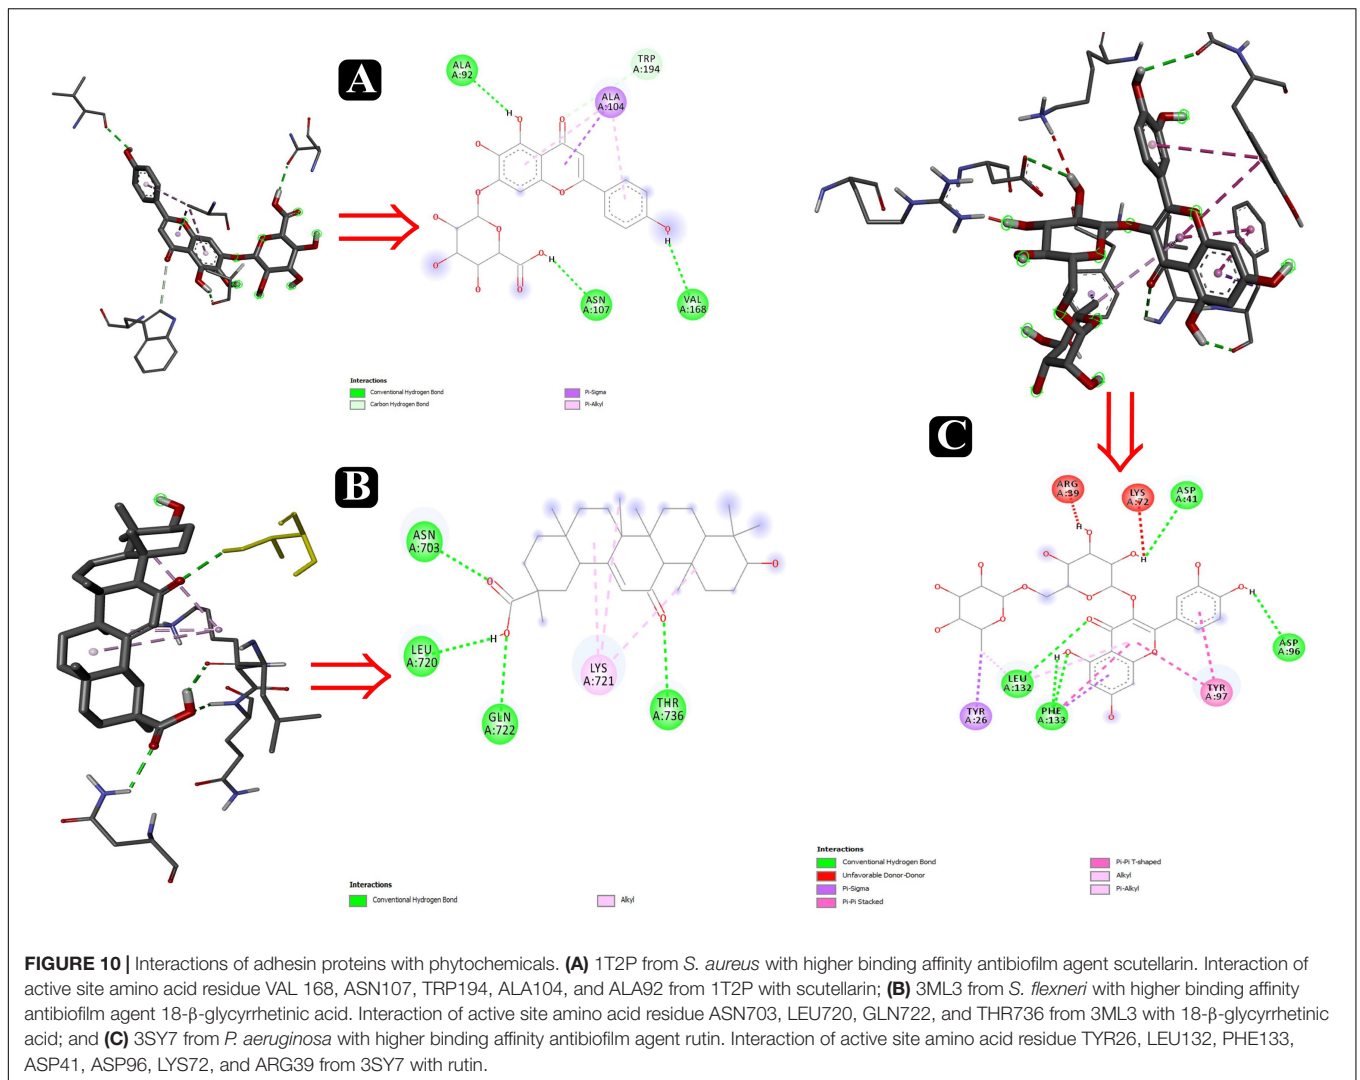 A
ALA
A:92
TRP
A:194
ALA
A:104
H
O
O
O
O
O
O
O
O
O
O
O
O
H
H
ASN
A:107
VAL
A:168
Interactions
Conventional Hydrogen Bond
Carbon Hydrogen Bond
Pi-Sigma
Pi-Alkyl
B
ASN
A:703
LEU
A:720
GLN
A:722
LYS
A:721
THR
A:736
O
H
O
O
O
Interactions
Conventional Hydrogen Bond
Alkyl
C
ARG
A:39
LYS
A:72
ASP
A:41
ASP
A:96
LEU
A:132
TYR
A:26
PHE
A:133
TYR
A:97
Interactions
Conventional Hydrogen Bond
Unfavorable Donor-Donor
Pi-Sigma
Pi-Pi Stacked
Pi-Pi T-shaped
Alkyl
Pi-Alkyl
FIGURE 10 | Interactions of adhesin proteins with phytochemicals. (A) 1T2P from S. aureus with higher binding affinity antibiofilm agent scutellarin. Interaction of
active site amino acid residue VAL 168, ASN107, TRP194, ALA104, and ALA92 from 1T2P with scutellarin; (B) 3ML3 from S. flexneri with higher binding affinity
antibiofilm agent 18-β-glycyrrhetinic acid. Interaction of active site amino acid residue ASN703, LEU720, GLN722, and THR736 from 3ML3 with 18-β-glycyrrhetinic
acid; and (C) 3SY7 from P. aeruginosa with higher binding affinity antibiofilm agent rutin. Interaction of active site amino acid residue TYR26, LEU132, PHE133,
ASP41, ASP96, LYS72, and ARG39 from 3SY7 with rutin.